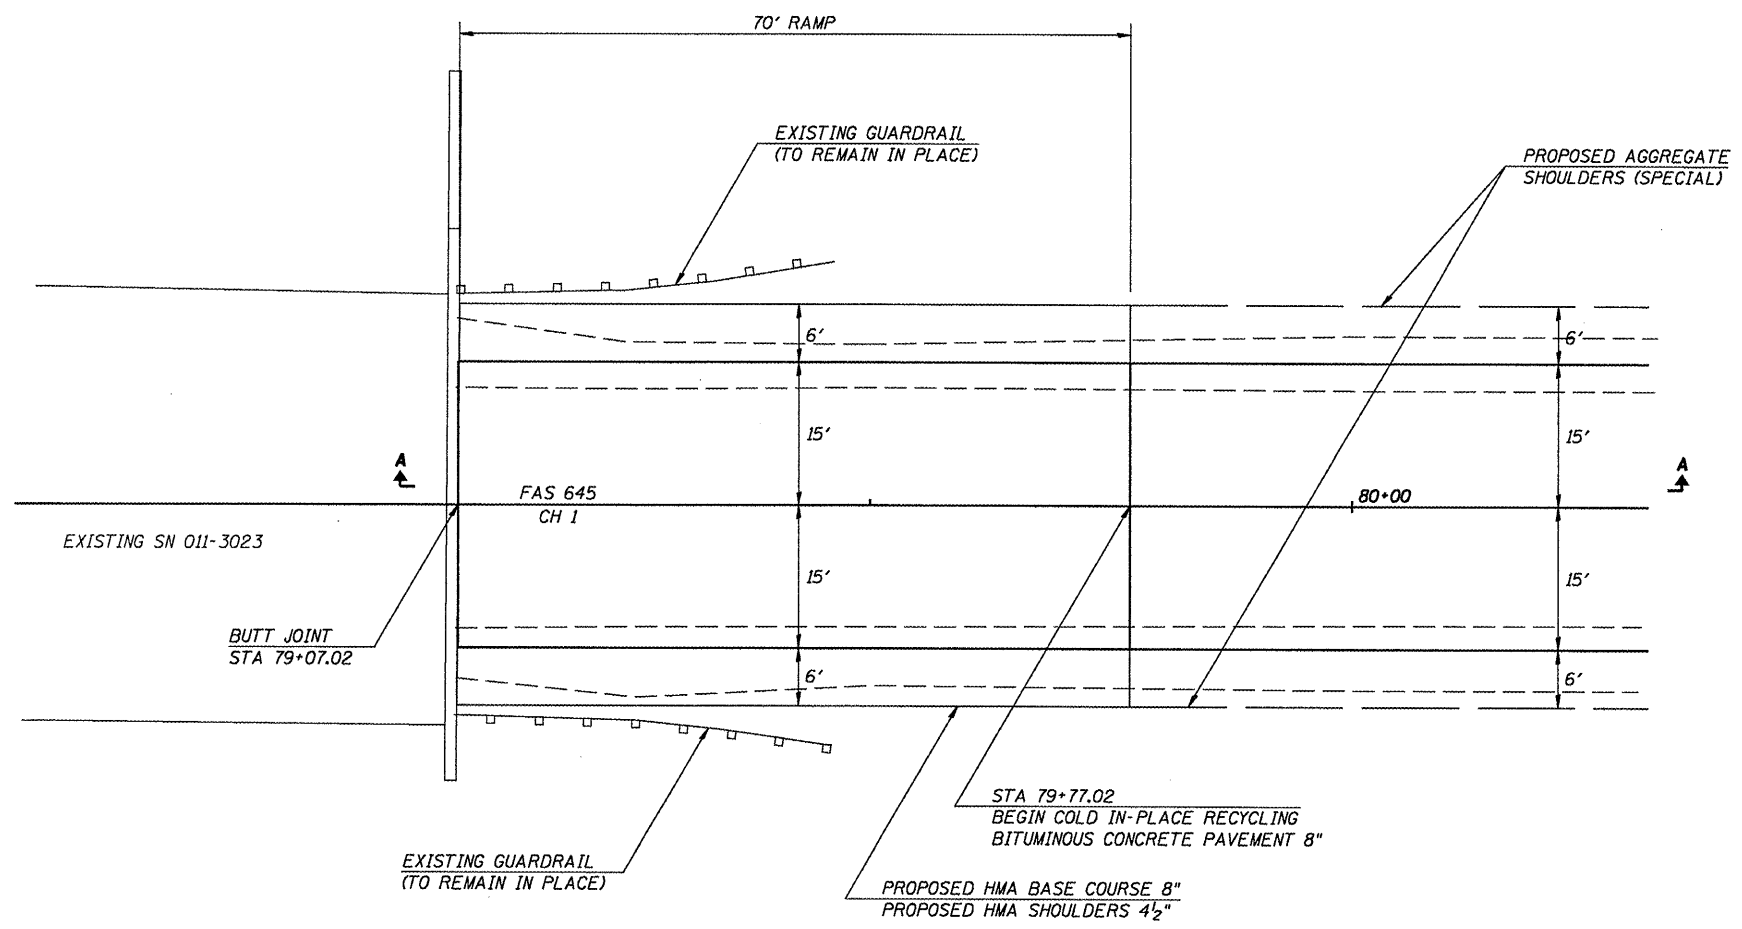 70' RAMP
EXISTING GUARDRAIL
(TO REMAIN IN PLACE)
PROPOSED AGGREGATE
SHOULDERS (SPECIAL)
6'
6'
15'
15'
A
A
FAS 645
CH 1
80+00
EXISTING SN 011-3023
15'
15'
BUTT JOINT
STA 79+07.02
6'
6'
STA 79+77.02
BEGIN COLD IN-PLACE RECYCLING
BITUMINOUS CONCRETE PAVEMENT 8"
EXISTING GUARDRAIL
(TO REMAIN IN PLACE)
PROPOSED HMA BASE COURSE 8"
PROPOSED HMA SHOULDERS 4½"